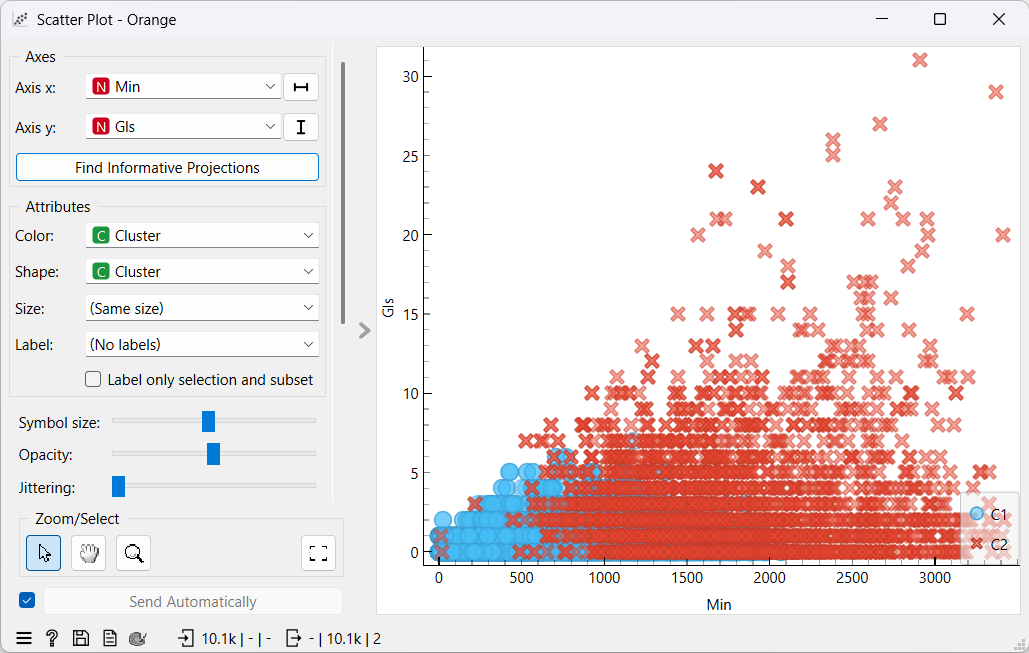 Scatter Plot - Orange
Axes
Axis x: N Min
Axis y: N Gls
Find Informative Projections
Attributes
Color: C Cluster
Shape: C Cluster
Size: (Same size)
Label: (No labels)
Label only selection and subset
Symbol size:
Opacity:
Jittering:
Zoom/Select
Send Automatically
10.1k | - | - - | 10.1k | 2
Gls
30
25
20
15
10
5
0
0 500 1000 1500 2000 2500 3000
Min
C1
C2